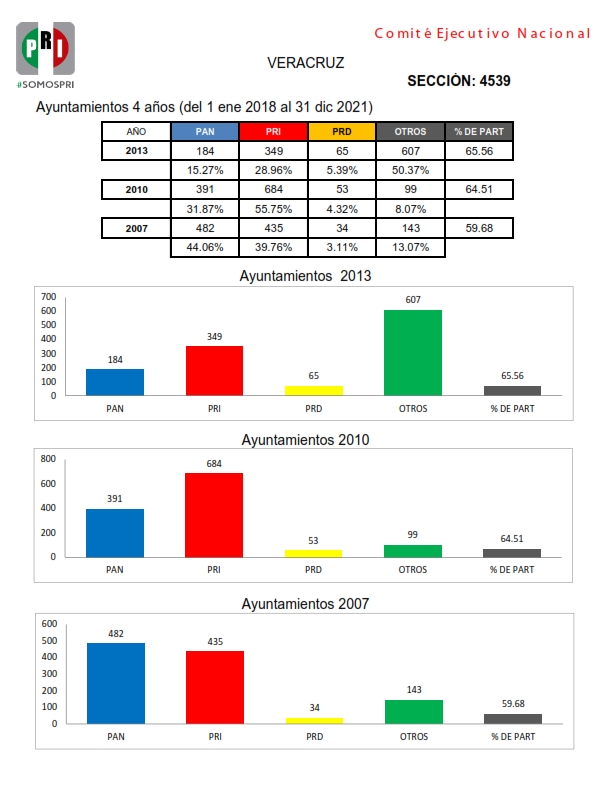 Comité Ejecutivo Nacional
PRI
#SOMOSPRI
VERACRUZ
SECCIÓN: 4539
Ayuntamientos 4 años (del 1 ene 2018 al 31 dic 2021)
AÑO PAN PRI PRD OTROS % DE PART
2013 184 349 65 607 65.56
15.27% 28.96% 5.39% 50.37%
2010 391 684 53 99 64.51
31.87% 55.75% 4.32% 8.07%
2007 482 435 34 143 59.68
44.06% 39.76% 3.11% 13.07%
Ayuntamientos 2013
700
600
500
400
300
200
100
0
184 349 65 607 65.56
PAN PRI PRD OTROS % DE PART
Ayuntamientos 2010
800
600
400
200
0
391 684 53 99 64.51
PAN PRI PRD OTROS % DE PART
Ayuntamientos 2007
600
500
400
300
200
100
0
482 435 34 143 59.68
PAN PRI PRD OTROS % DE PART